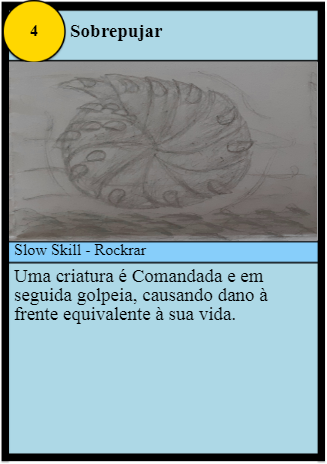 4
Sobrepujar
Slow Skill - Rockrar
Uma criatura é Comandada e em
seguida golpeia, causando dano à
frente equivalente à sua vida.